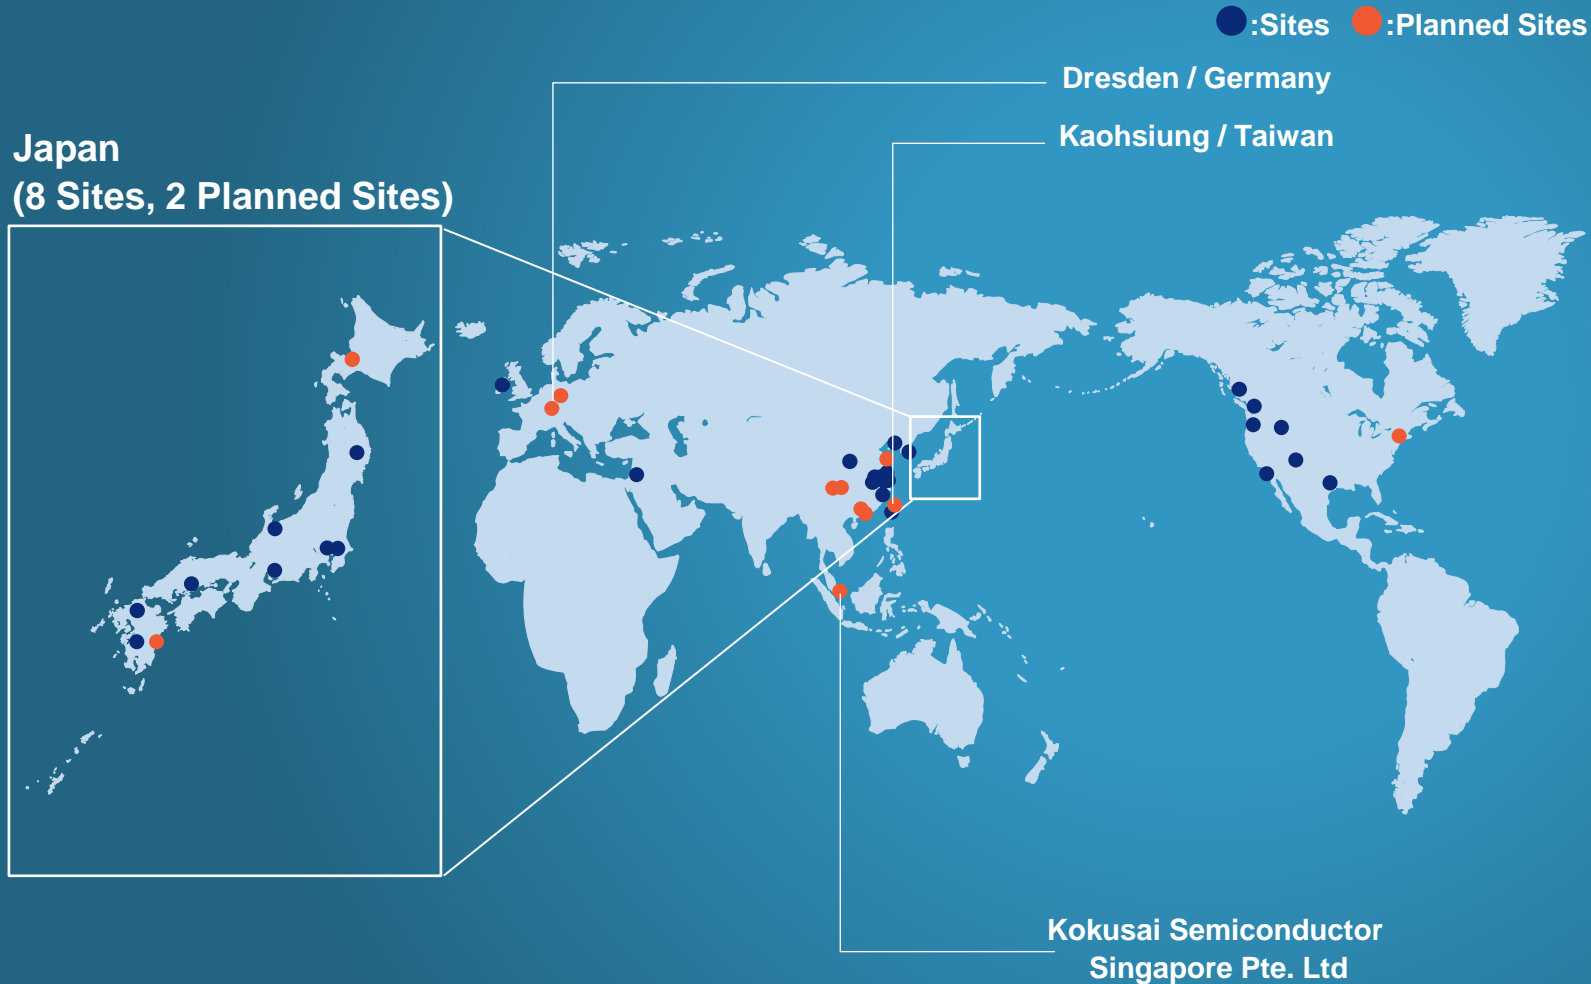 :Sites :Planned Sites
Dresden / Germany
Kaohsiung / Taiwan
Japan
(8 Sites, 2 Planned Sites)
Kokusai Semiconductor
Singapore Pte. Ltd